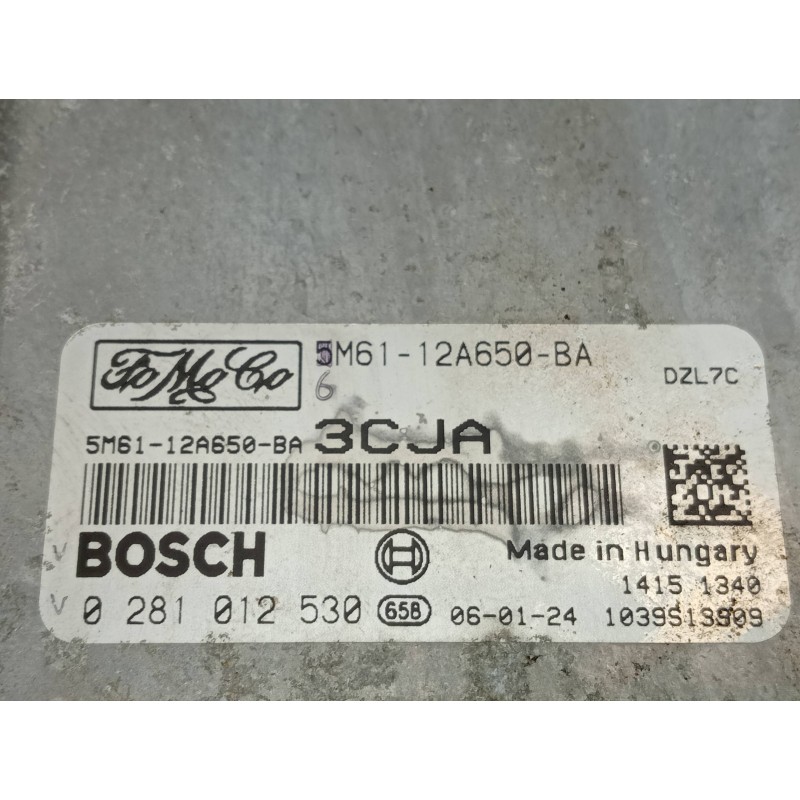 FoMoCo
5M61-12A650-BA
6
DZL7C
5M61-12A650-BA 3CJA
V BOSCH
Made in Hungary
1415 1340
V 0 281 012 530 65B 06-01-24 1039S13909